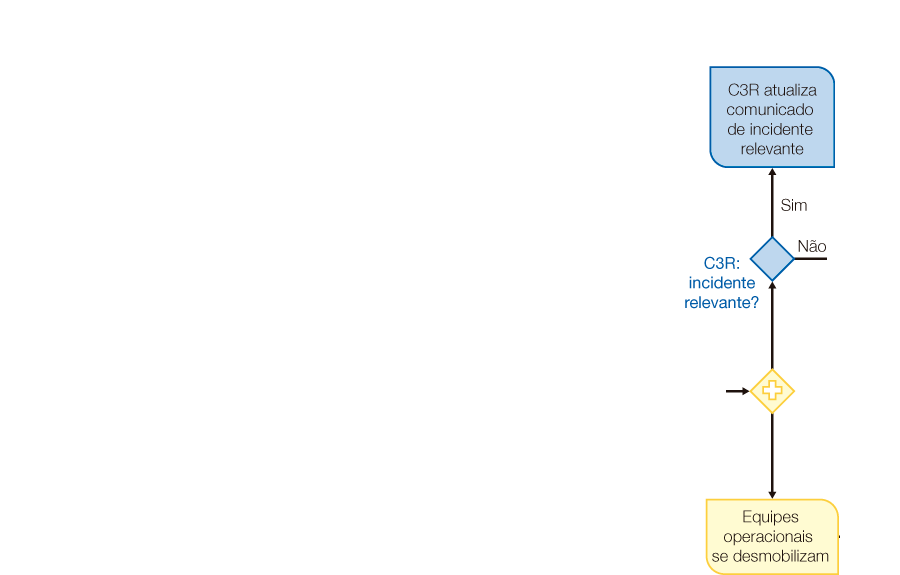 C3R atualiza
comunicado
de incidente
relevante
Sim
Não
C3R:
incidente
relevante?
Equipes
operacionais
se desmobilizam